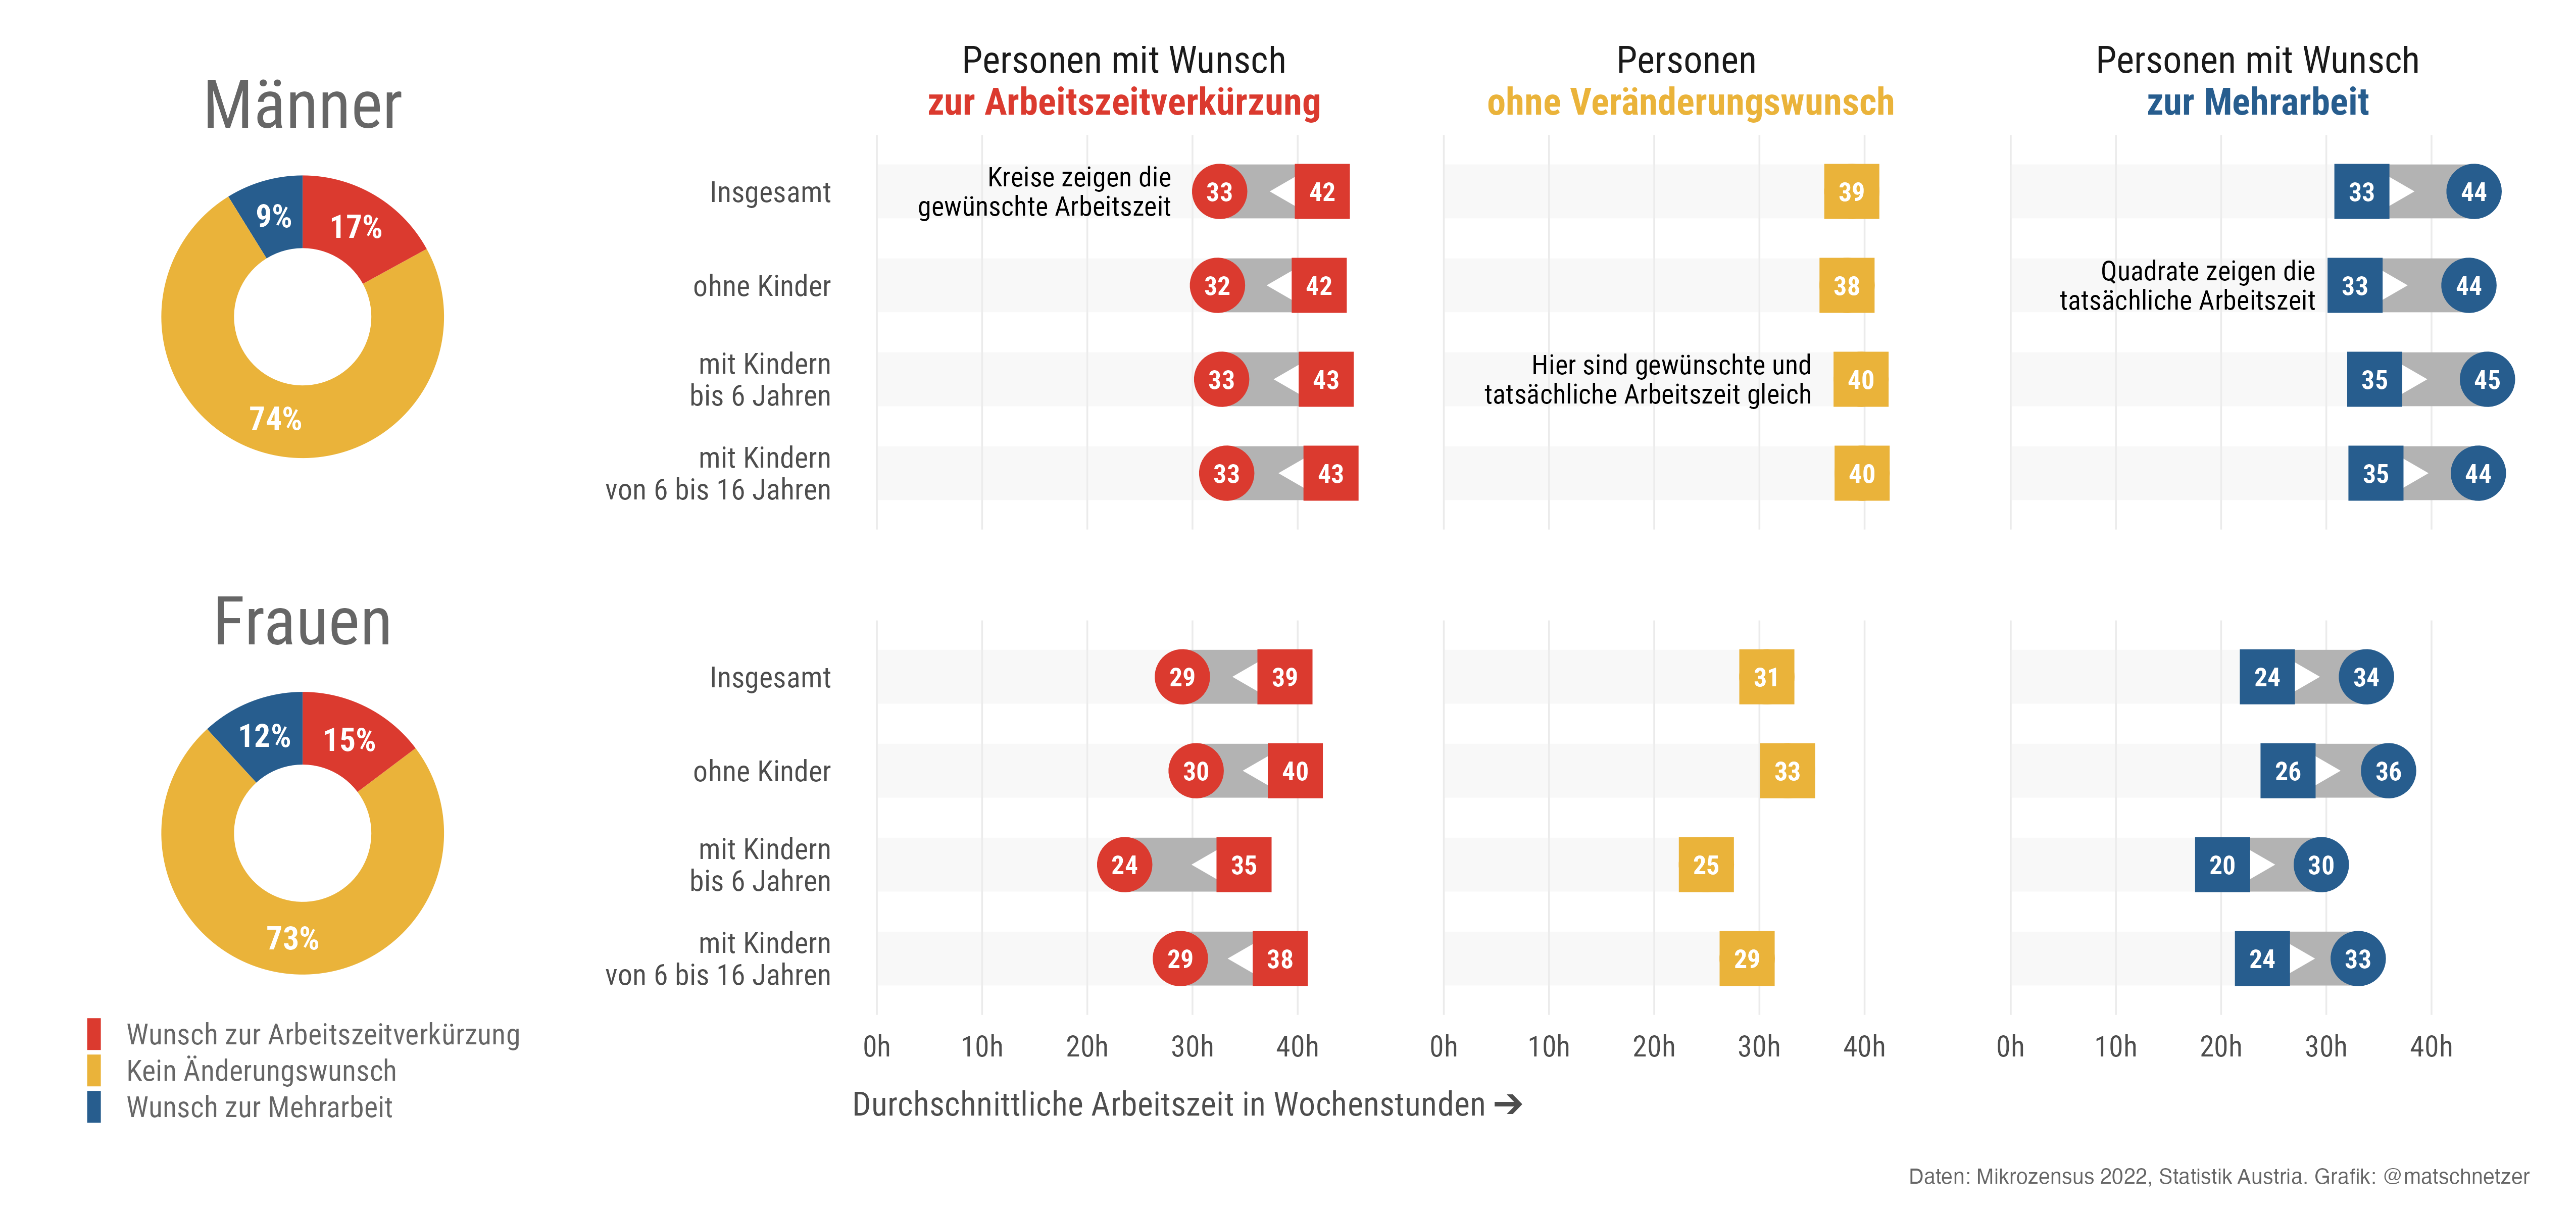 Personen mit Wunsch
zur Arbeitszeitverkürzung
Personen
ohne Veränderungswunsch
Personen mit Wunsch
zur Mehrarbeit
Männer
9%
17%
74%
Insgesamt
Kreise zeigen die
gewünschte Arbeitszeit
33
42
39
33
44
ohne Kinder
32
42
38
Quadrate zeigen die
tatsächliche Arbeitszeit
33
44
mit Kindern
bis 6 Jahren
33
43
Hier sind gewünschte und
tatsächliche Arbeitszeit gleich
40
35
45
mit Kindern
von 6 bis 16 Jahren
33
43
40
35
44
Frauen
12%
15%
73%
Insgesamt
29
39
31
24
34
ohne Kinder
30
40
33
26
36
mit Kindern
bis 6 Jahren
24
35
25
20
30
mit Kindern
von 6 bis 16 Jahren
29
38
29
24
33
0h 10h 20h 30h 40h
0h 10h 20h 30h 40h
0h 10h 20h 30h 40h
Durchschnittliche Arbeitszeit in Wochenstunden ➔
Wunsch zur Arbeitszeitverkürzung
Kein Änderungswunsch
Wunsch zur Mehrarbeit
Daten: Mikrozensus 2022, Statistik Austria. Grafik: @matschnetzer